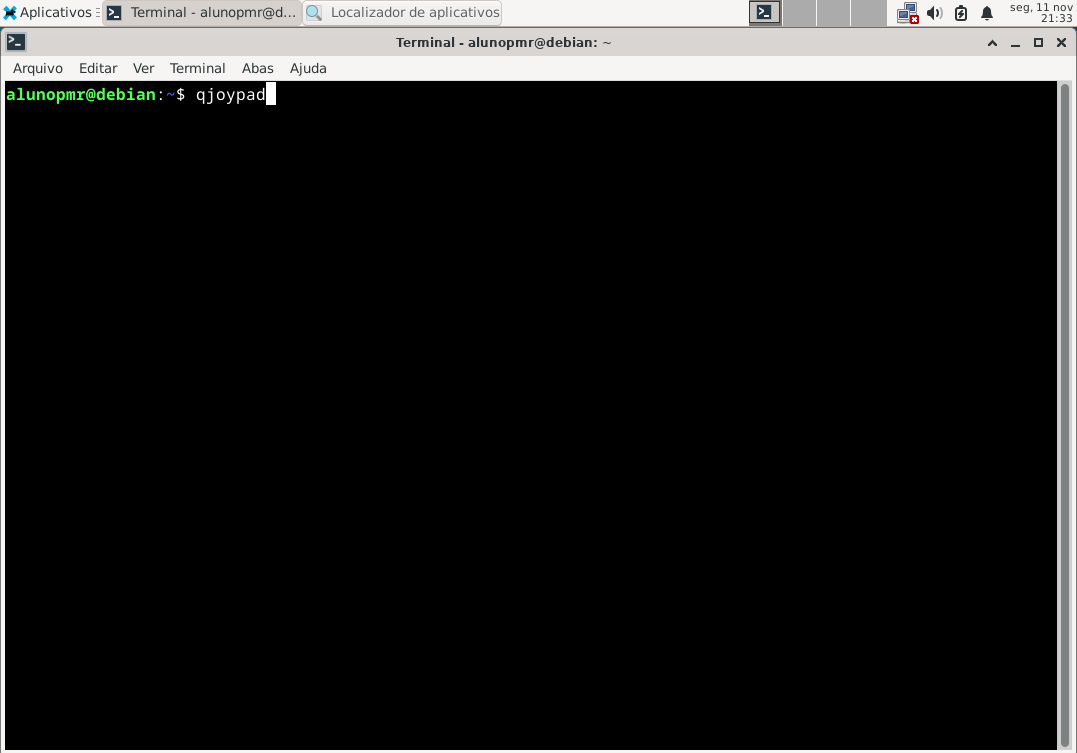 Aplicativos Terminal - alunopmr@d... Localizador de aplicativos seg, 11 nov
21:33
Terminal - alunopmr@debian: ~
Arquivo Editar Ver Terminal Abas Ajuda
alunopmr@debian:~$ qjoypad